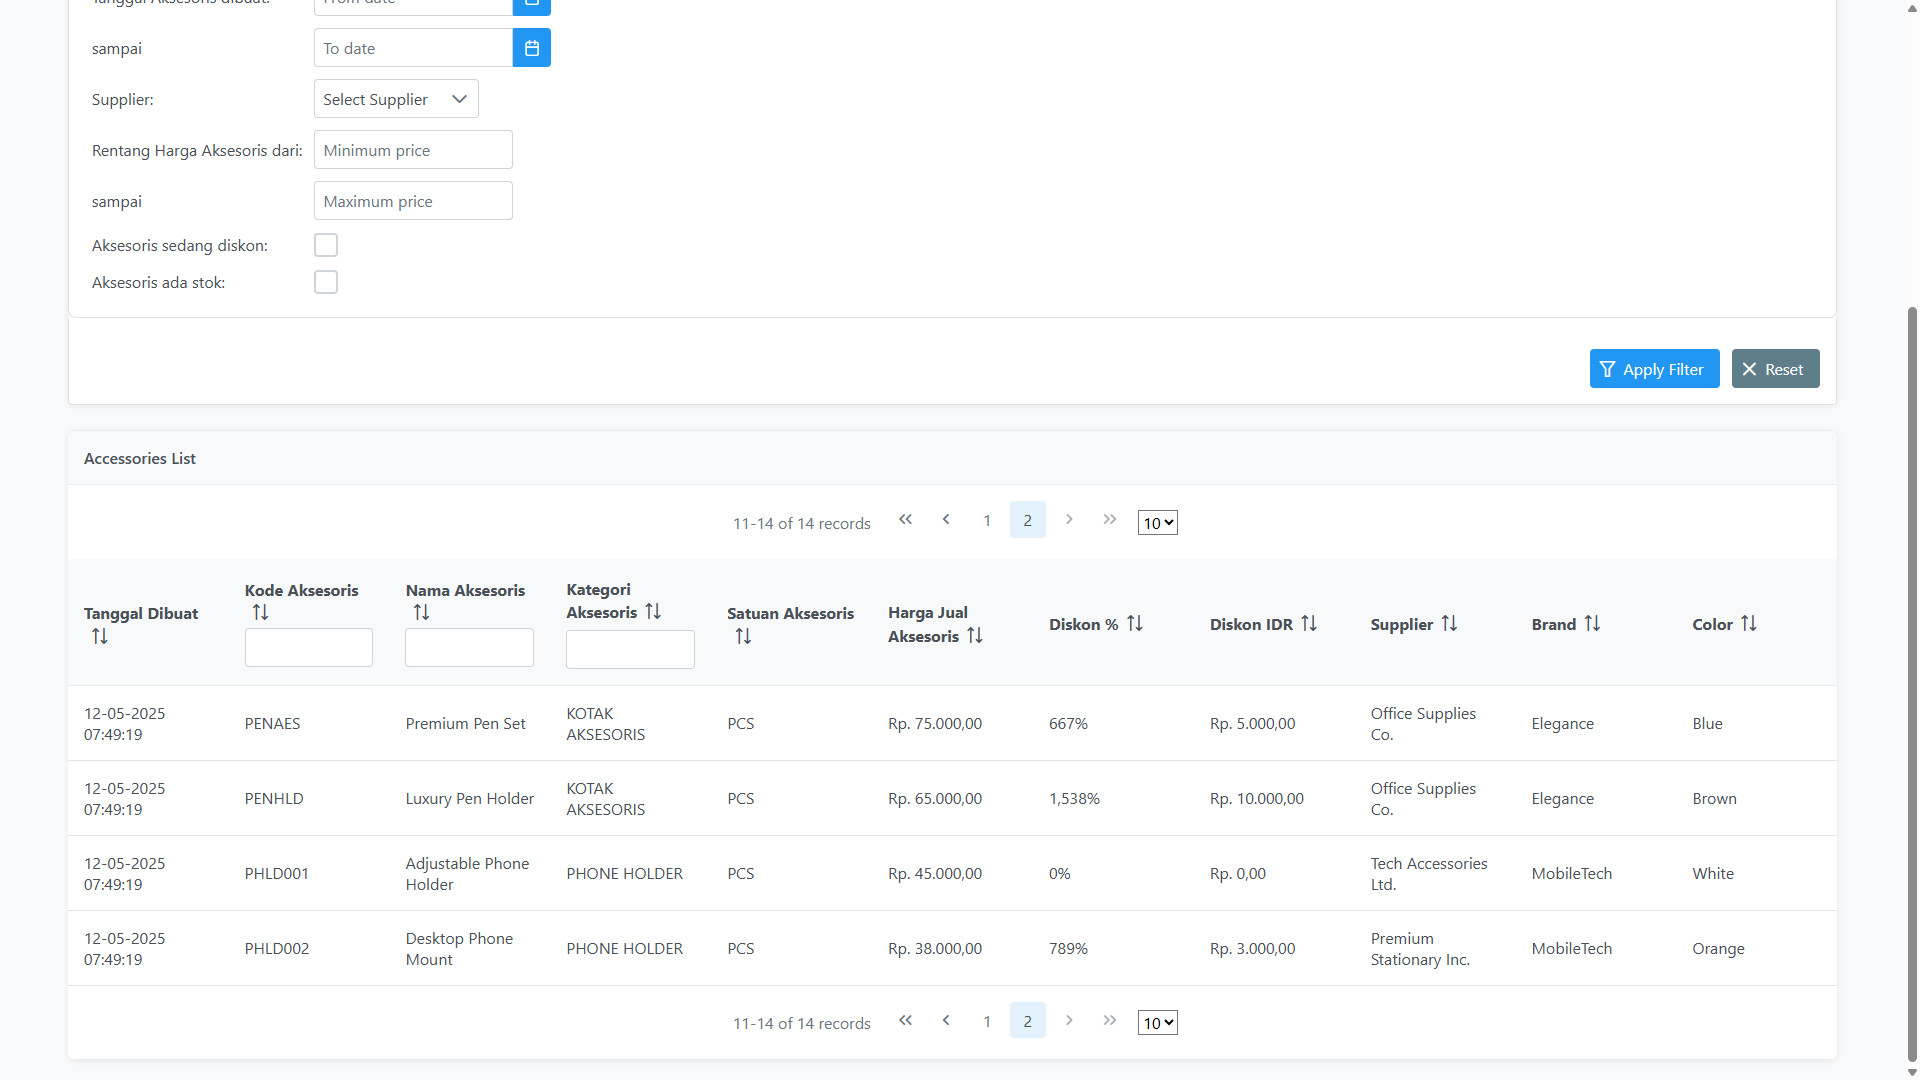 Tanggal Aksesoris dibuat:
From date
sampai
To date
Supplier:
Select Supplier
Rentang Harga Aksesoris dari:
Minimum price
sampai
Maximum price
Aksesoris sedang diskon:
Aksesoris ada stok:
Apply Filter
Reset
Accessories List
11-14 of 14 records
1
2
10
Tanggal Dibuat
Kode Aksesoris
Nama Aksesoris
Kategori
Aksesoris
Satuan Aksesoris
Harga Jual
Aksesoris
Diskon %
Diskon IDR
Supplier
Brand
Color
12-05-2025
07:49:19
PENAES
Premium Pen Set
KOTAK
AKSESORIS
PCS
Rp. 75.000,00
667%
Rp. 5.000,00
Office Supplies
Co.
Elegance
Blue
12-05-2025
07:49:19
PENHLD
Luxury Pen Holder
KOTAK
AKSESORIS
PCS
Rp. 65.000,00
1,538%
Rp. 10.000,00
Office Supplies
Co.
Elegance
Brown
12-05-2025
07:49:19
PHLD001
Adjustable Phone
Holder
PHONE HOLDER
PCS
Rp. 45.000,00
0%
Rp. 0,00
Tech Accessories
Ltd.
MobileTech
White
12-05-2025
07:49:19
PHLD002
Desktop Phone
Mount
PHONE HOLDER
PCS
Rp. 38.000,00
789%
Rp. 3.000,00
Premium
Stationary Inc.
MobileTech
Orange
11-14 of 14 records
1
2
10